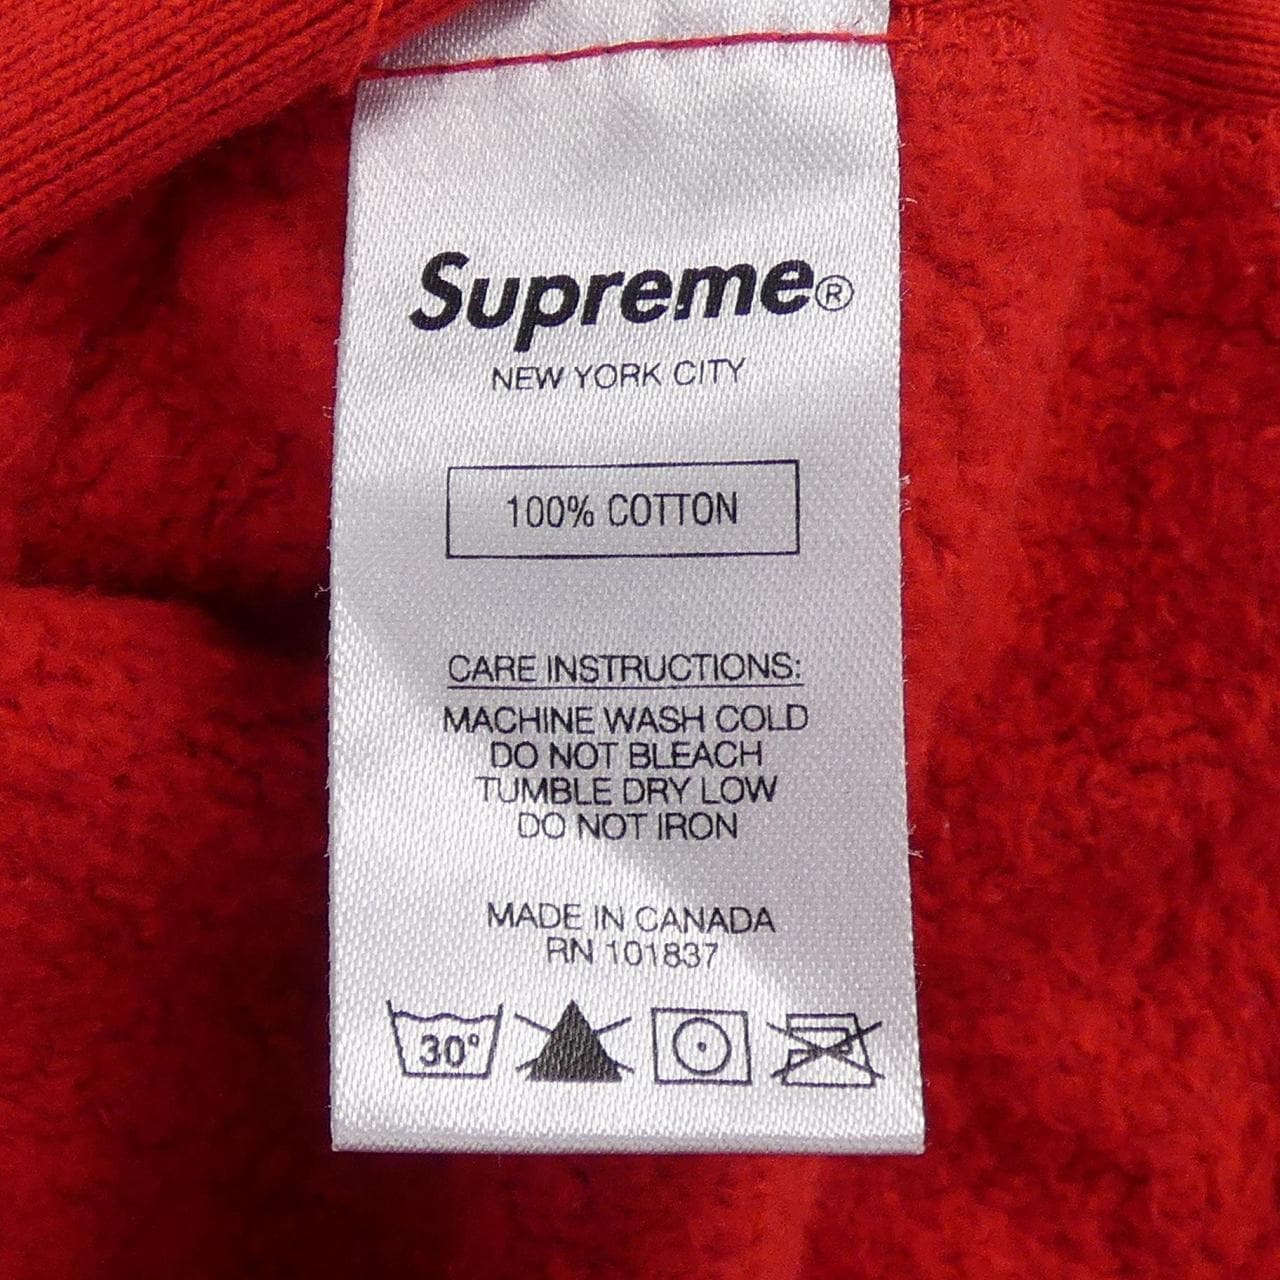 Supreme®
NEW YORK CITY
100% COTTON
CARE INSTRUCTIONS:
MACHINE WASH COLD
DO NOT BLEACH
TUMBLE DRY LOW
DO NOT IRON
MADE IN CANADA
RN 101837
30°